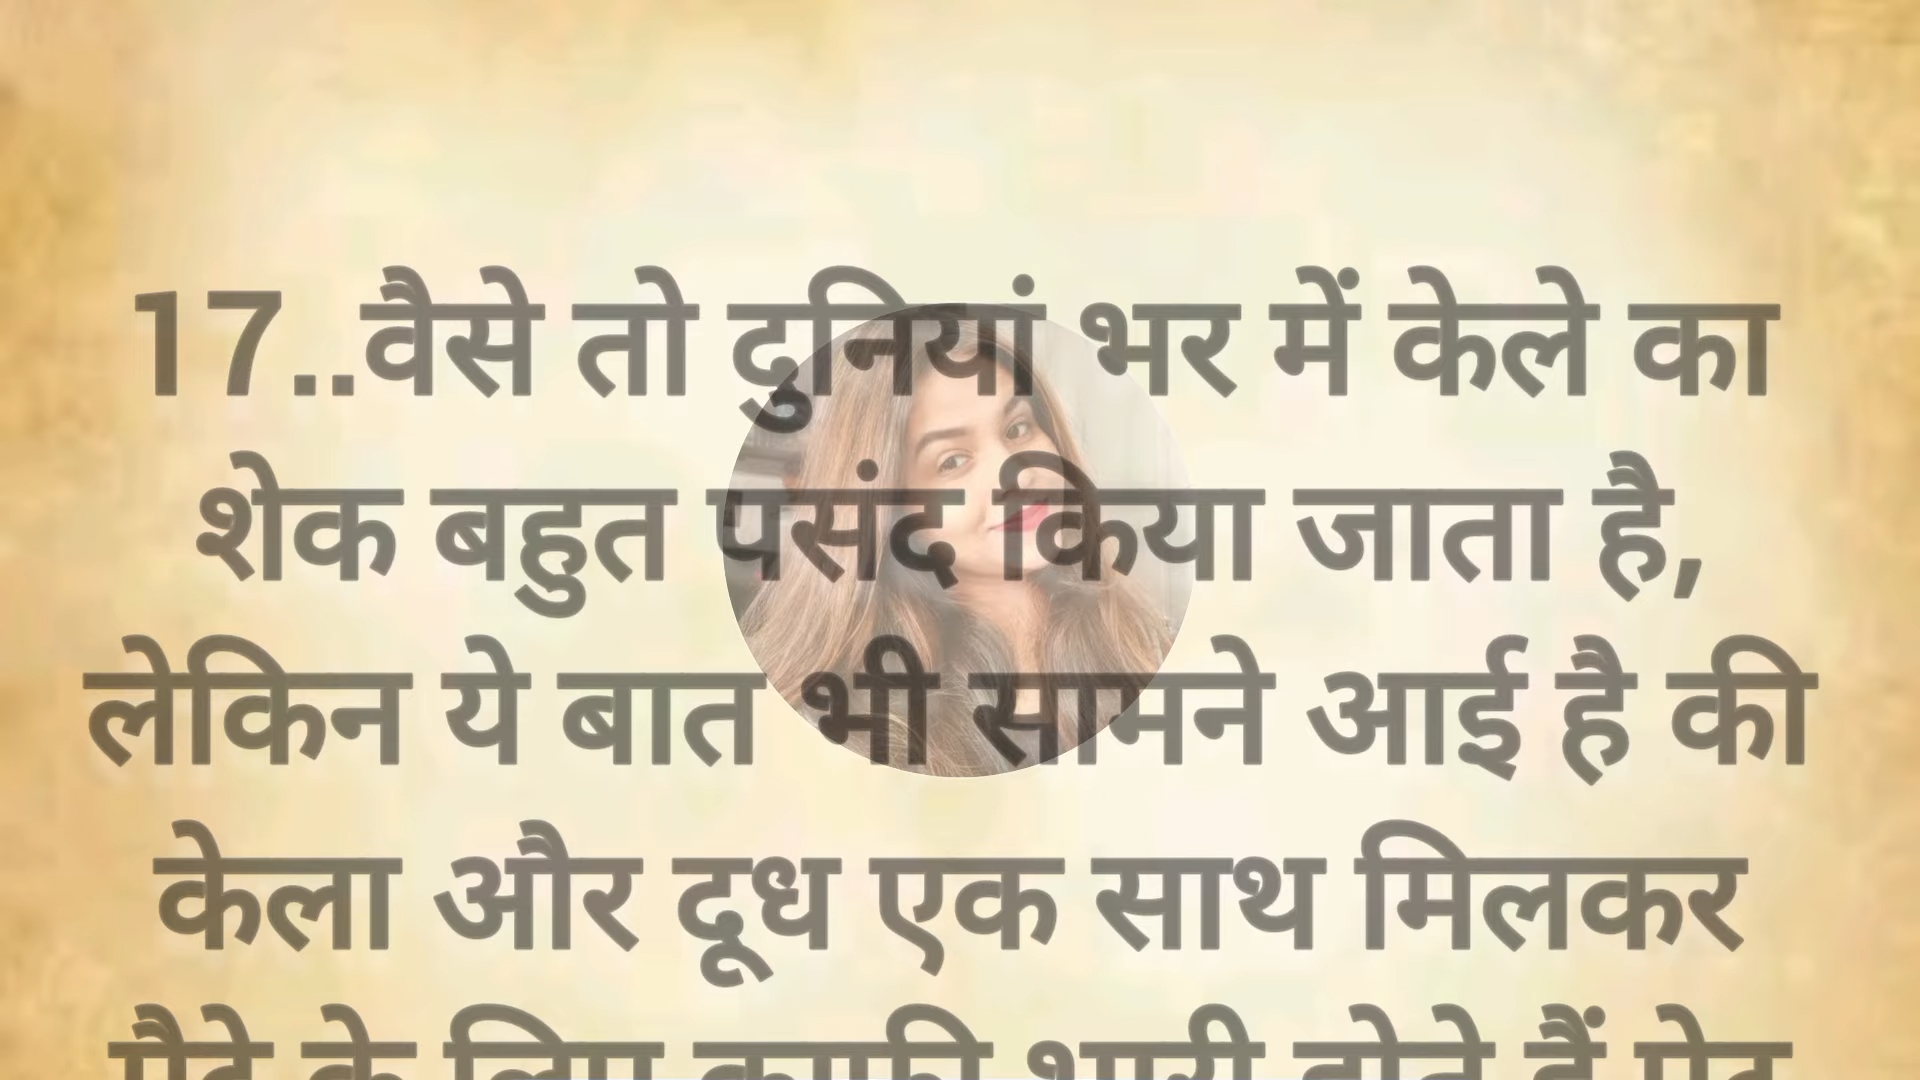 17..वैसे तो दुनियां भर में केले का
शेक बहुत पसंद किया जाता है,
लेकिन ये बात भी सामने आई है की
केला और दूध एक साथ मिलकर
के लिए काफी भारी होते हैं पेट